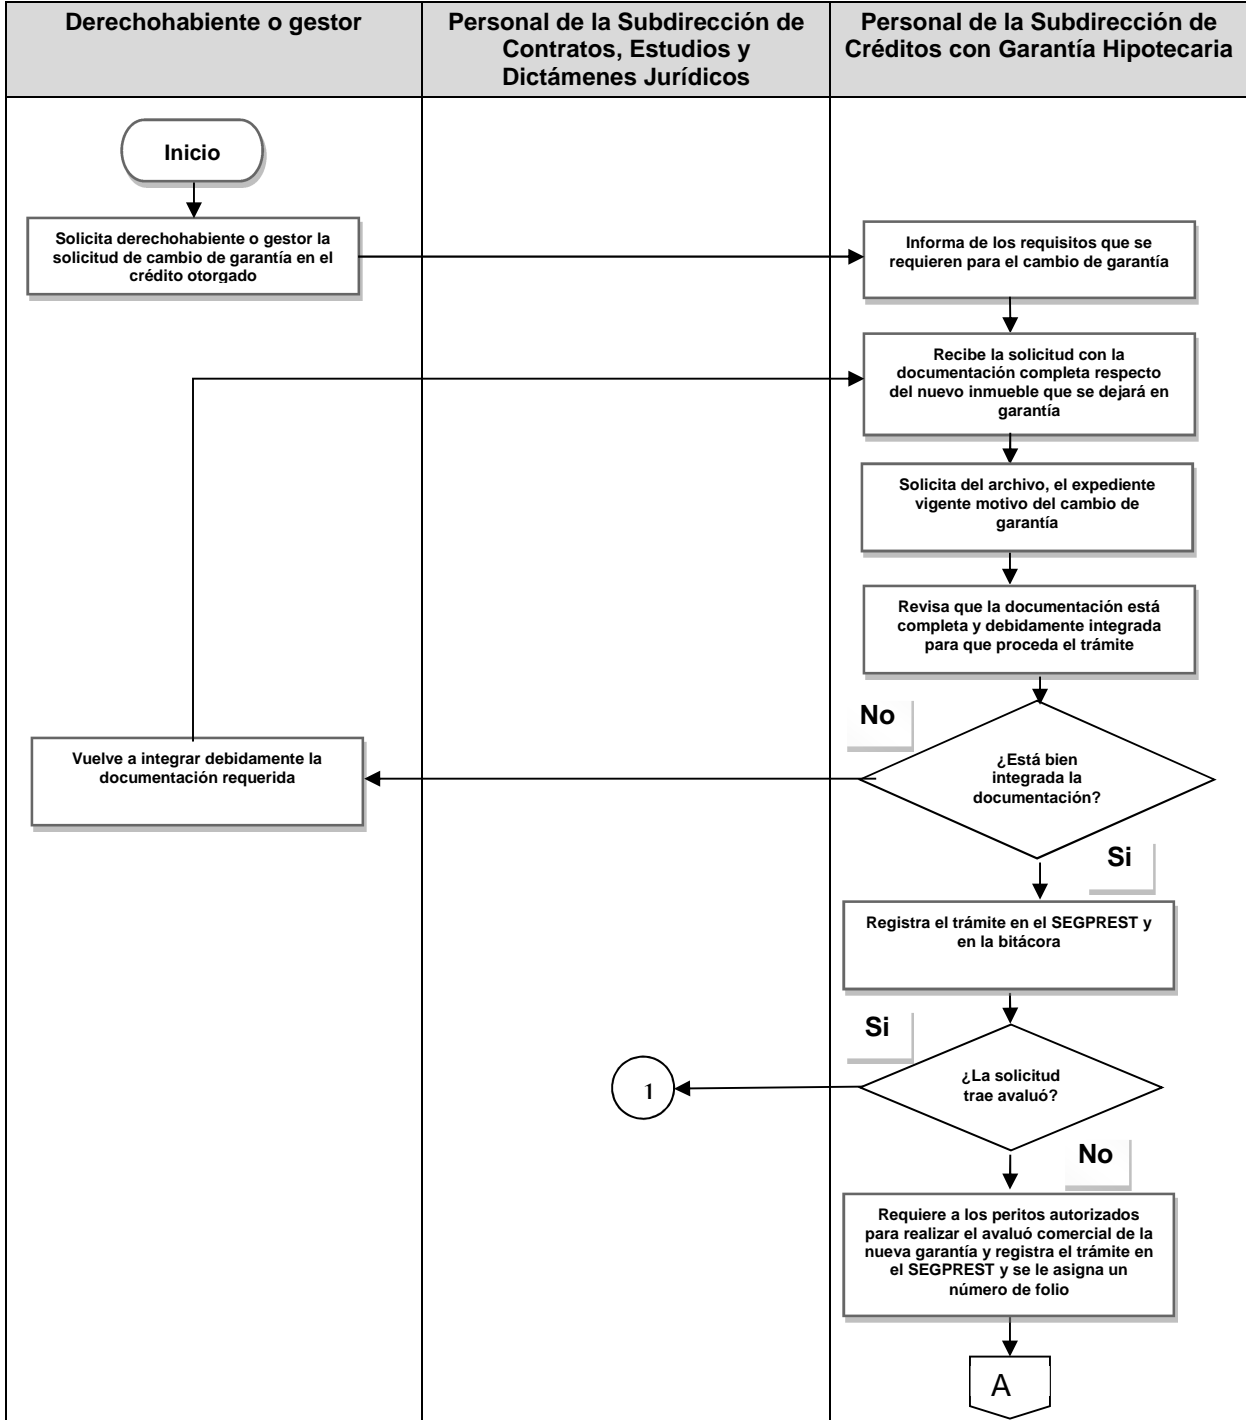 Derechohabiente o gestor
Personal de la Subdirección de
Contratos, Estudios y
Dictámenes Jurídicos
Personal de la Subdirección de
Créditos con Garantía Hipotecaria
Inicio
Solicita derechohabiente o gestor la
solicitud de cambio de garantía en el
crédito otorgado
Informa de los requisitos que se
requieren para el cambio de garantía
Recibe la solicitud con la
documentación completa respecto
del nuevo inmueble que se dejará en
garantía
Solicita del archivo, el expediente
vigente motivo del cambio de
garantía
Revisa que la documentación está
completa y debidamente integrada
para que proceda el trámite
No
¿Está bien
integrada la
documentación?
Vuelve a integrar debidamente la
documentación requerida
Si
Registra el trámite en el SEGPREST y
en la bitácora
Si
¿La solicitud
trae avaluó?
1
No
Requiere a los peritos autorizados
para realizar el avaluó comercial de la
nueva garantía y registra el trámite en
el SEGPREST y se le asigna un
número de folio
A